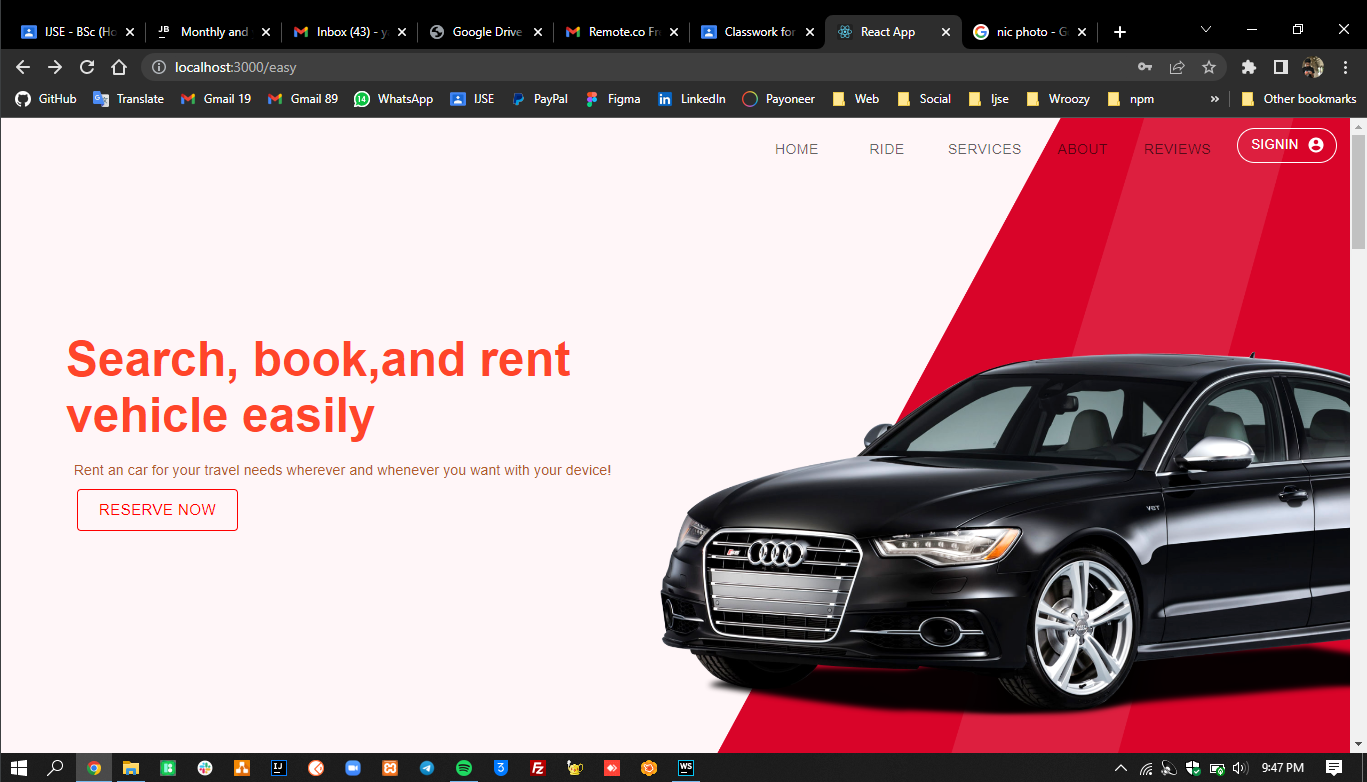 IJSE - BSc (Ho
Monthly and
Inbox (43) - y
Google Drive
Remote.co Fr
Classwork for
React App
nic photo - G
localhost:3000/easy
GitHub
Translate
Gmail 19
Gmail 89
WhatsApp
IJSE
PayPal
Figma
LinkedIn
Payoneer
Web
Social
Ijse
Wroozy
npm
»
Other bookmarks
HOME
RIDE
SERVICES
ABOUT
REVIEWS
SIGNIN
Search, book,and rent
vehicle easily
Rent an car for your travel needs wherever and whenever you want with your device!
RESERVE NOW
V8T
9:47 PM